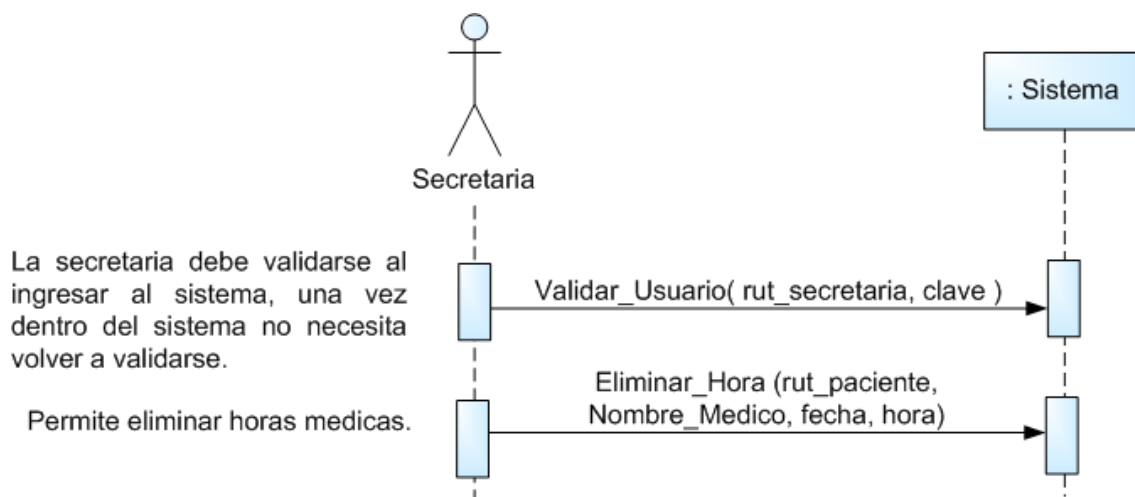 : Sistema
Secretaria
La secretaria debe validarse al
ingresar al sistema, una vez
dentro del sistema no necesita
volver a validarse.
Validar_Usuario( rut_secretaria, clave )
Permite eliminar horas medicas.
Eliminar_Hora (rut_paciente,
Nombre_Medico, fecha, hora)